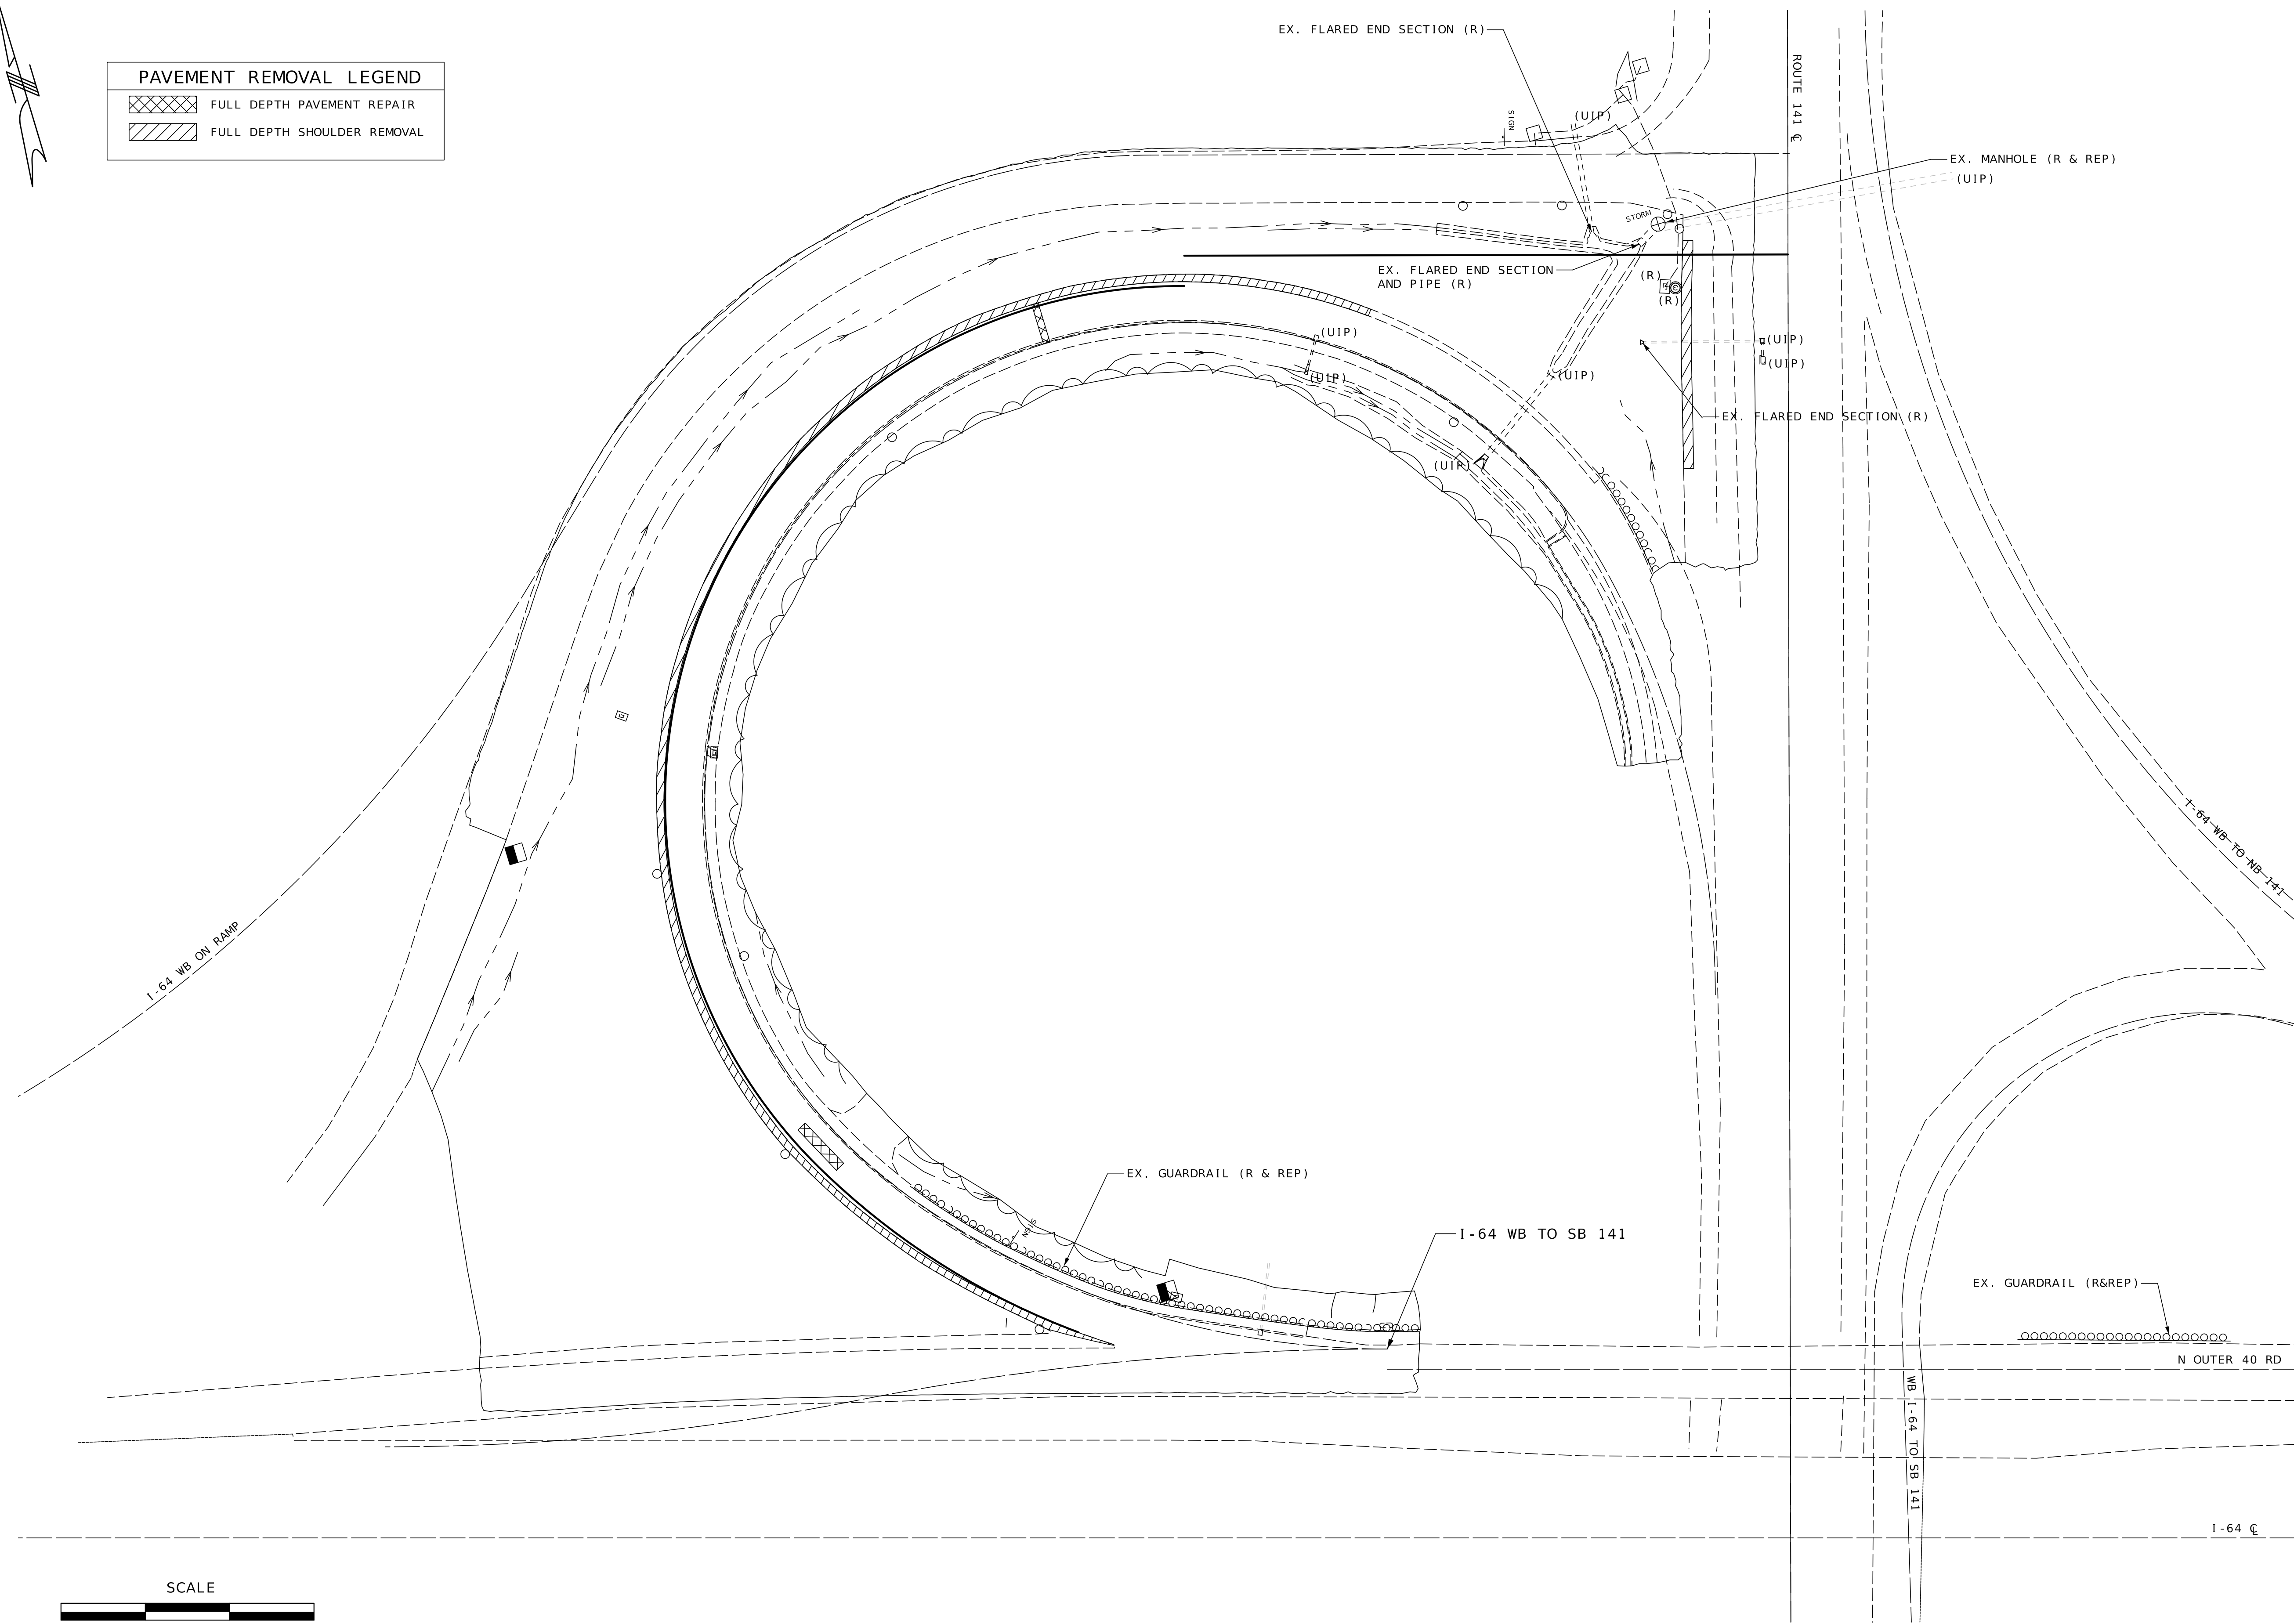 EX. FLARED END SECTION (R)
PAVEMENT REMOVAL LEGEND
FULL DEPTH PAVEMENT REPAIR
FULL DEPTH SHOULDER REMOVAL
ROUTE 141 ℄
SIGN
(UIP)
EX. MANHOLE (R & REP)
(UIP)
STORM
EX. FLARED END SECTION
AND PIPE (R)
(R)
(R)
(UIP)
(UIP)
(UIP)
(UIP)
(UIP)
EX. FLARED END SECTION (R)
(UIP)
I-64 WB TO NB 141
I-64 WB ON RAMP
EX. GUARDRAIL (R & REP)
SIGN
I-64 WB TO SB 141
EX. GUARDRAIL (R&REP)
N OUTER 40 RD
WB I-64 TO SB 141
I-64 ℄
SCALE